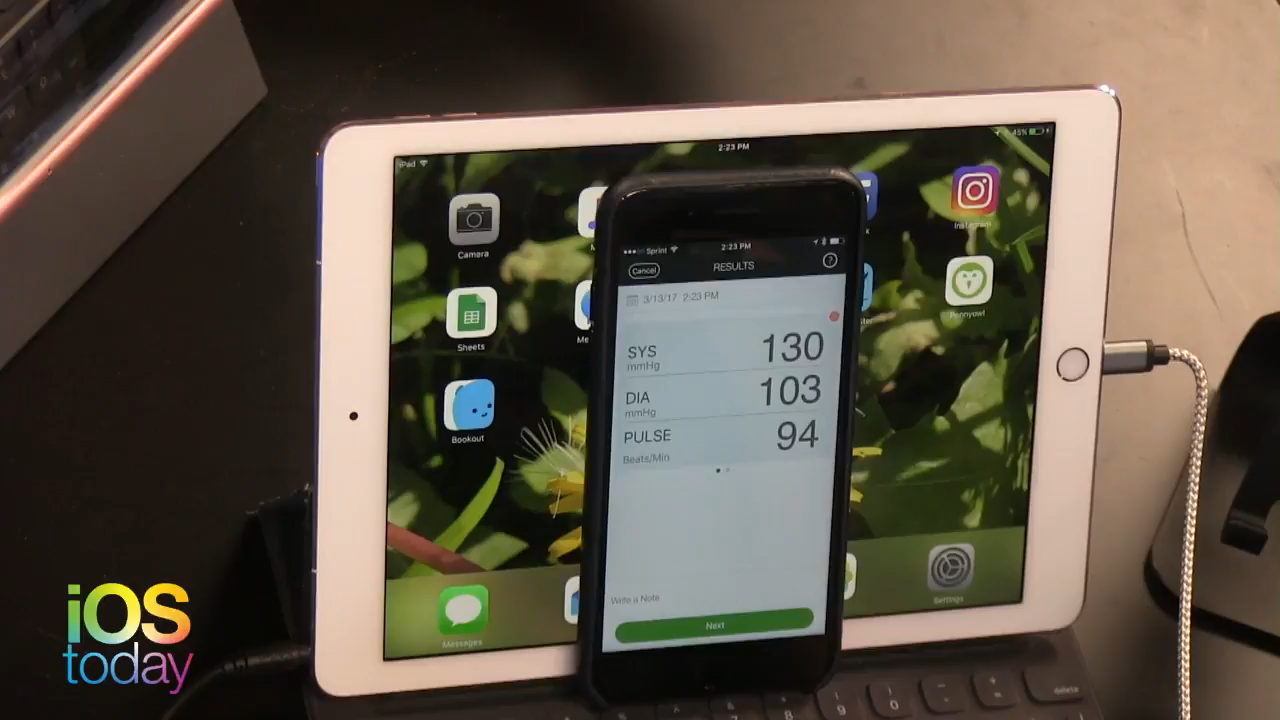 iPad
2:23 PM
45%
Camera
Instagram
Sheets
Pennyowl
Bookout
Messages
Settings
Sprint
2:23 PM
Cancel
RESULTS
?
3/13/17 2:23 PM
SYS 130
mmHg
DIA 103
mmHg
PULSE 94
Beats/Min
Write a Note
Next
delete
iOS
today